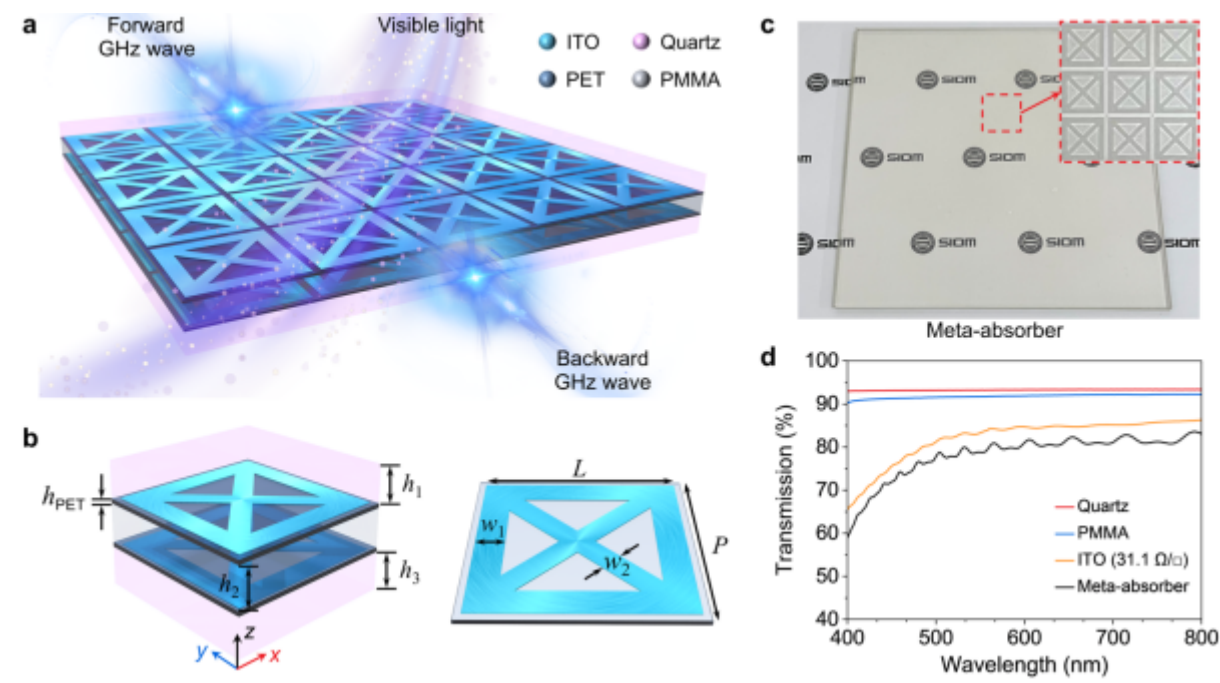 a
Forward
GHz wave
Visible light
ITO
Quartz
PET
PMMA
Backward
GHz wave
b
hPET
h1
h2
h3
z
y
x
L
w1
w2
P
c
SIOM
SIOM
SIOM
SIO
SIOM
SIOM
SIOM
SIOM
SIOM
SIOM
Meta-absorber
d
Transmission (%)
100
90
80
70
60
50
40
Quartz
PMMA
ITO (31.1 Ω/□)
Meta-absorber
400
500
600
700
800
Wavelength (nm)